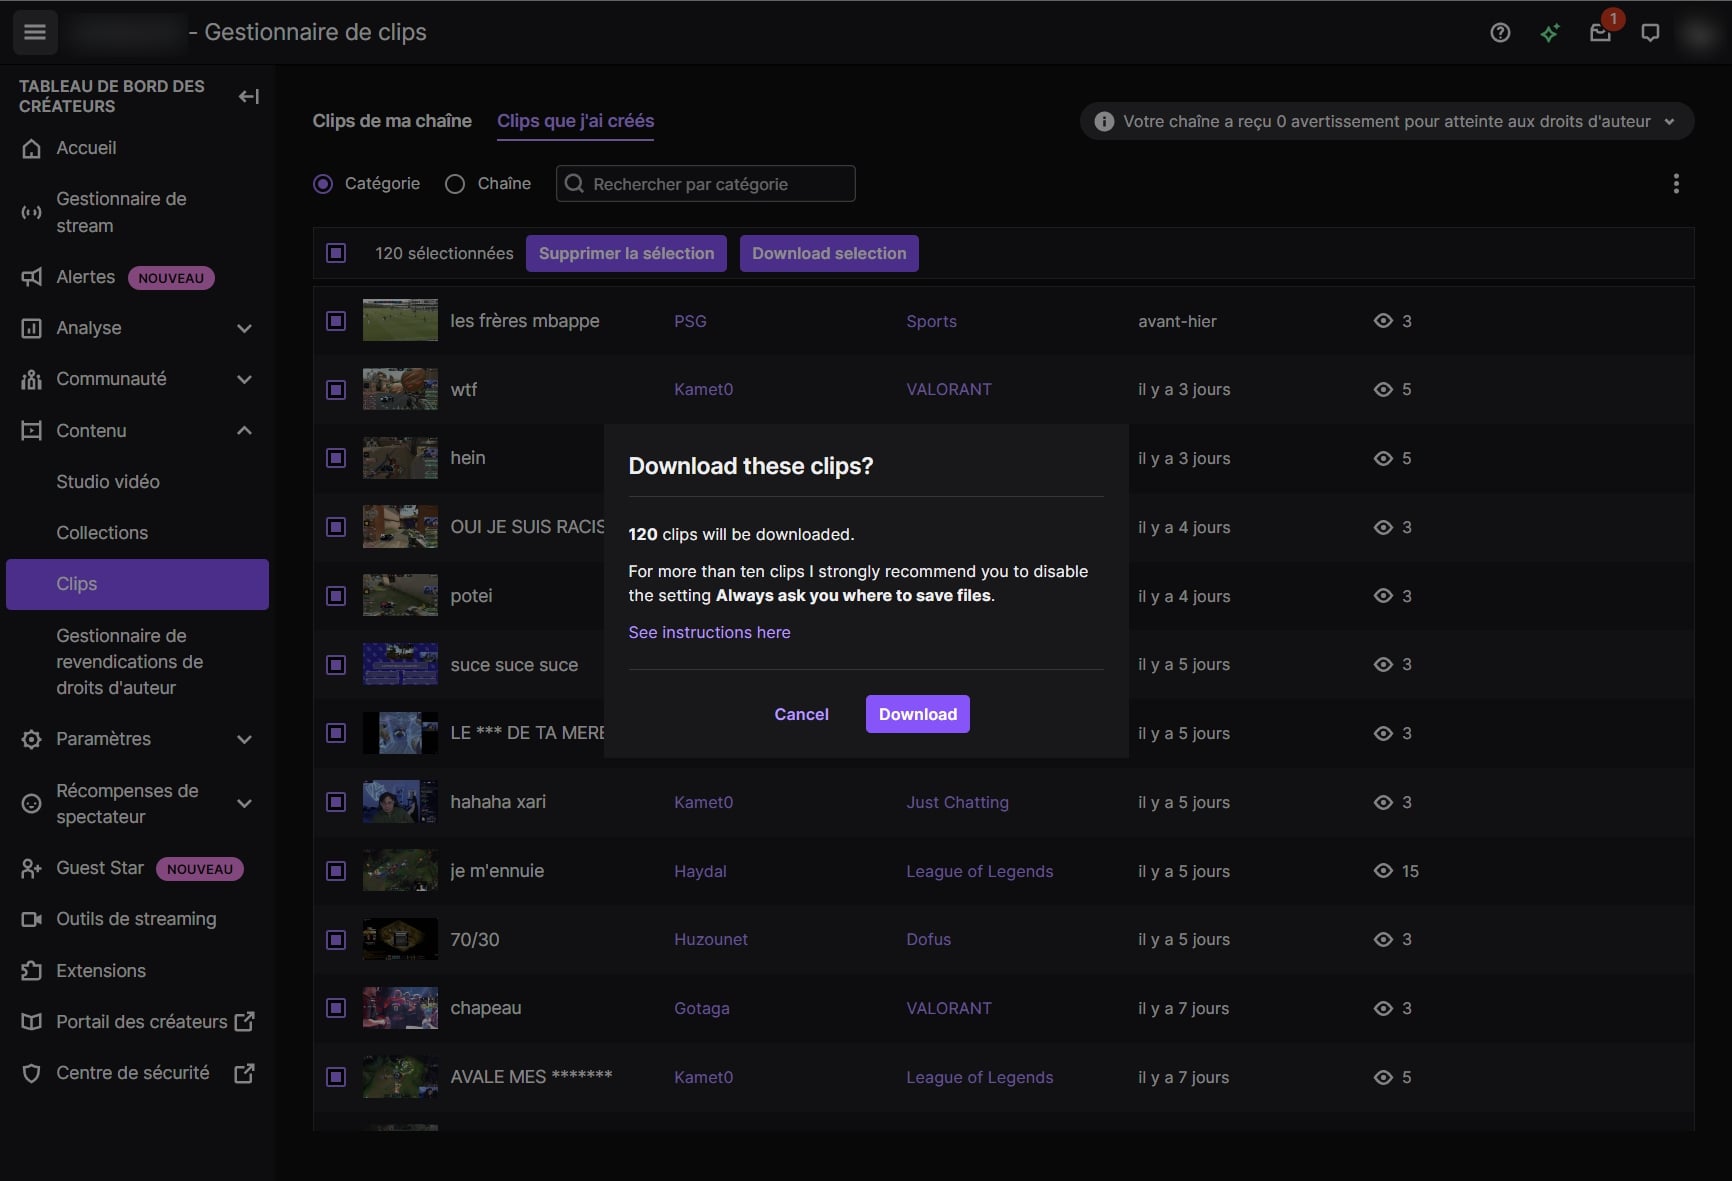 - Gestionnaire de clips
1
TABLEAU DE BORD DES
CRÉATEURS
Accueil
Gestionnaire de
stream
Alertes NOUVEAU
Analyse
Communauté
Contenu
Studio vidéo
Collections
Clips
Gestionnaire de
revendications de
droits d'auteur
Paramètres
Récompenses de
spectateur
Guest Star NOUVEAU
Outils de streaming
Extensions
Portail des créateurs
Centre de sécurité
Clips de ma chaîne Clips que j'ai créés
Votre chaîne a reçu 0 avertissement pour atteinte aux droits d'auteur
Catégorie Chaîne Rechercher par catégorie
120 sélectionnées Supprimer la sélection Download selection
les frères mbappe PSG Sports avant-hier 3
wtf Kamet0 VALORANT il y a 3 jours 5
hein il y a 3 jours 5
OUI JE SUIS RACIS il y a 4 jours 3
potei il y a 4 jours 3
suce suce suce il y a 5 jours 3
LE *** DE TA MERE il y a 5 jours 3
hahaha xari Kamet0 Just Chatting il y a 5 jours 3
je m'ennuie Haydal League of Legends il y a 5 jours 15
70/30 Huzounet Dofus il y a 5 jours 3
chapeau Gotaga VALORANT il y a 7 jours 3
AVALE MES ******* Kamet0 League of Legends il y a 7 jours 5
Download these clips?
120 clips will be downloaded.
For more than ten clips I strongly recommend you to disable
the setting Always ask you where to save files.
See instructions here
Cancel Download